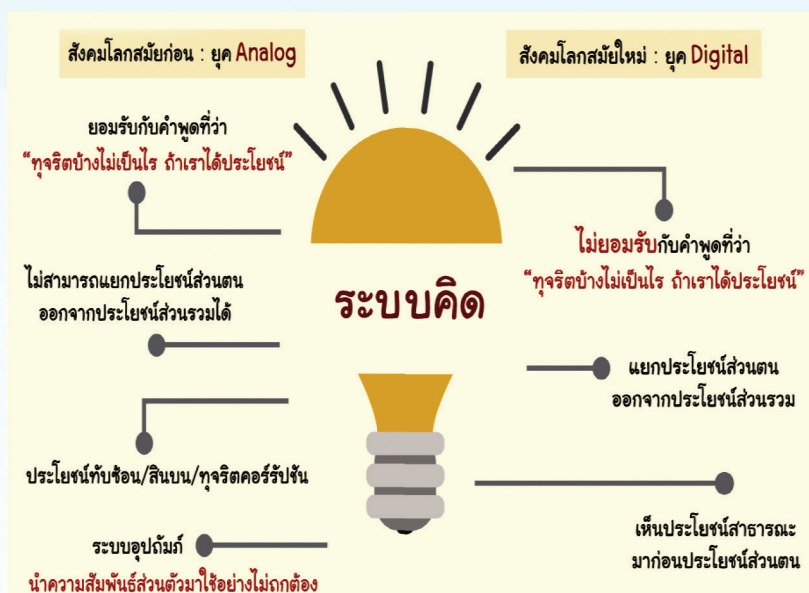 สังคมโลกสมัยก่อน : ยุค Analog
ยอมรับกับคำพูดที่ว่า
“ทุจริตบ้างไม่เป็นไร ถ้าเราได้ประโยชน์”
ไม่สามารถแยกประโยชน์ส่วนตน
ออกจากประโยชน์ส่วนรวมได้
ประโยชน์ทับซ้อน/สินบน/ทุจริตคอร์รัปชัน
ระบบอุปถัมภ์
นำความสัมพันธ์ส่วนตัวมาใช้อย่างไม่ถูกต้อง
ระบบคิด
สังคมโลกสมัยใหม่ : ยุค Digital
ไม่ยอมรับกับคำพูดที่ว่า
“ทุจริตบ้างไม่เป็นไร ถ้าเราได้ประโยชน์”
แยกประโยชน์ส่วนตน
ออกจากประโยชน์ส่วนรวม
เห็นประโยชน์สาธารณะ
มาก่อนประโยชน์ส่วนตน